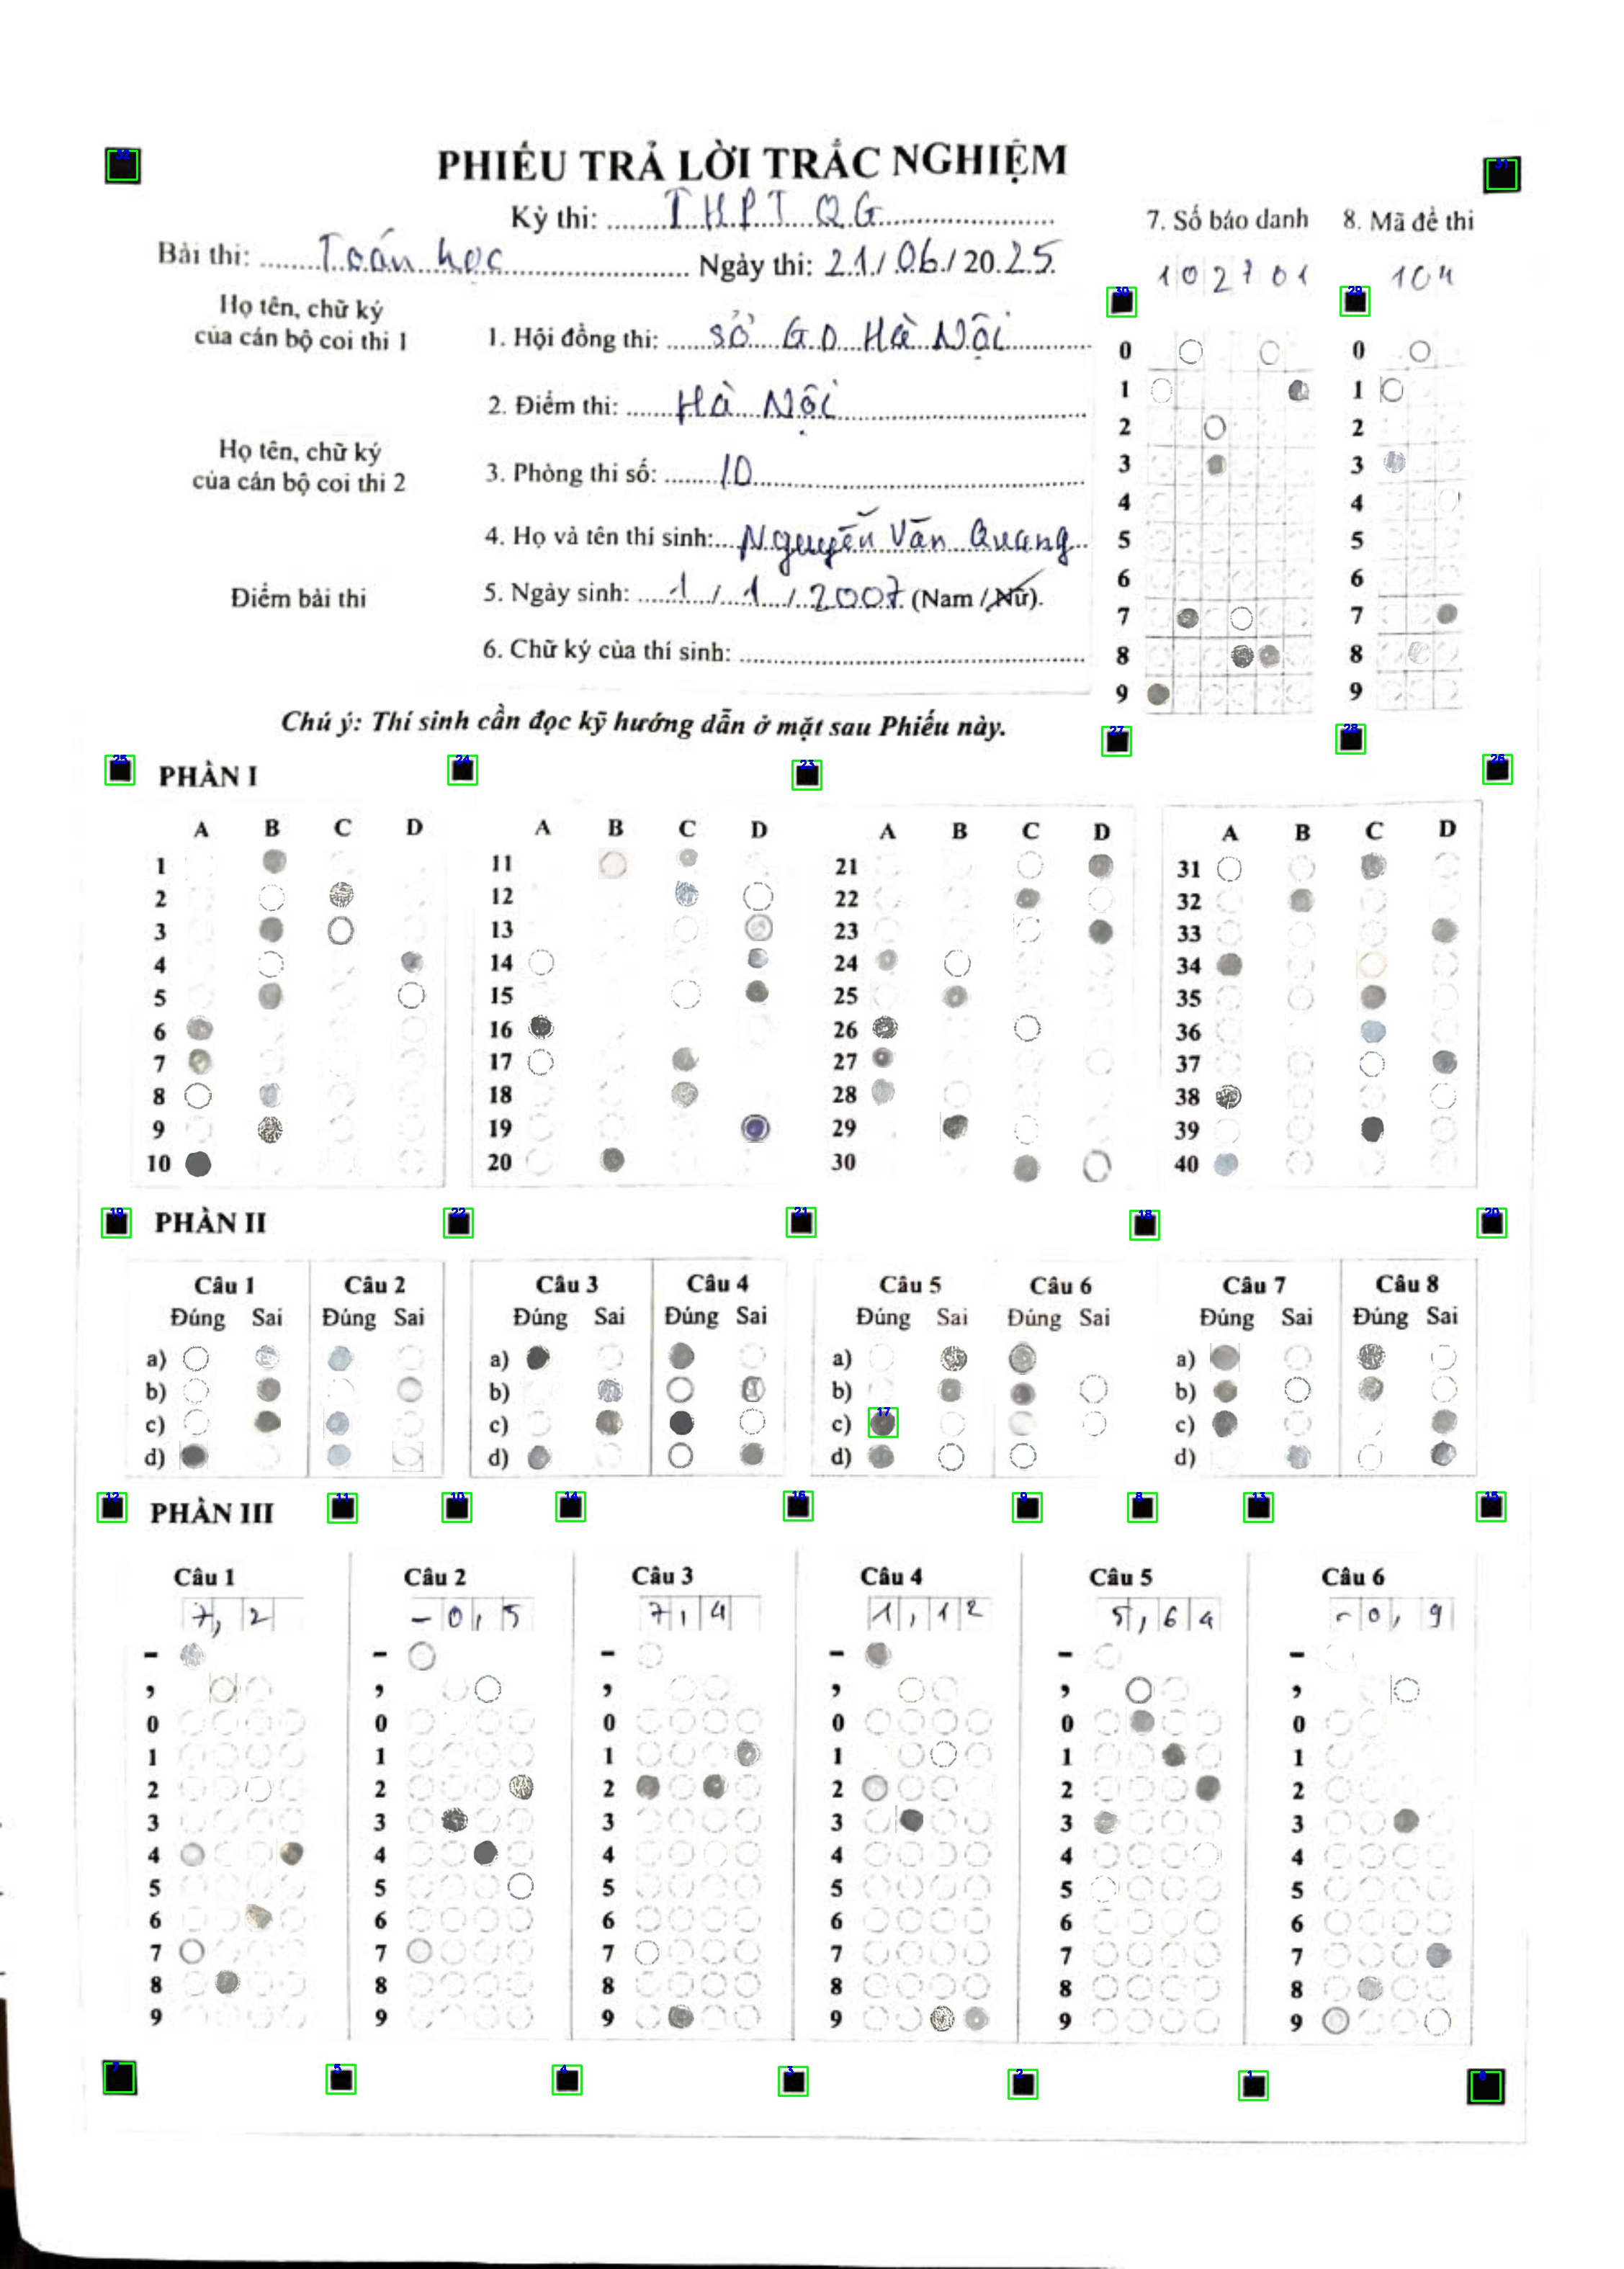 PHIẾU TRẢ LỜI TRẮC NGHIỆM
Kỳ thi: THPT QG
Bài thi: Toán học Ngày thi: 21/06/2025
7. Số báo danh 8. Mã đề thi
102701 104
Họ tên, chữ ký
của cán bộ coi thi 1
Họ tên, chữ ký
của cán bộ coi thi 2
Điểm bài thi
1. Hội đồng thi: Sở GD Hà Nội
2. Điểm thi: Hà Nội
3. Phòng thi số: 10
4. Họ và tên thí sinh: Nguyễn Văn Quang
5. Ngày sinh: 1/1/2007 (Nam / Nữ).
6. Chữ ký của thí sinh:
0 0
1 1
2 2
3 3
4 4
5 5
6 6
7 7
8 8
9 9
Chú ý: Thí sinh cần đọc kỹ hướng dẫn ở mặt sau Phiếu này.
PHẦN I
A B C D A B C D A B C D A B C D
1 11 21 31
2 12 22 32
3 13 23 33
4 14 24 34
5 15 25 35
6 16 26 36
7 17 27 37
8 18 28 38
9 19 29 39
10 20 30 40
PHẦN II
Câu 1 Câu 2 Câu 3 Câu 4 Câu 5 Câu 6 Câu 7 Câu 8
Đúng Sai Đúng Sai Đúng Sai Đúng Sai Đúng Sai Đúng Sai Đúng Sai Đúng Sai
a) a) a) a)
b) b) b) b)
c) c) c) c)
d) d) d) d)
PHẦN III
Câu 1 Câu 2 Câu 3 Câu 4 Câu 5 Câu 6
7,2 -0,5 7,4 1,12 5,64 -0,9
- - - - - -
, , , , , ,
0 0 0 0 0 0
1 1 1 1 1 1
2 2 2 2 2 2
3 3 3 3 3 3
4 4 4 4 4 4
5 5 5 5 5 5
6 6 6 6 6 6
7 7 7 7 7 7
8 8 8 8 8 8
9 9 9 9 9 9